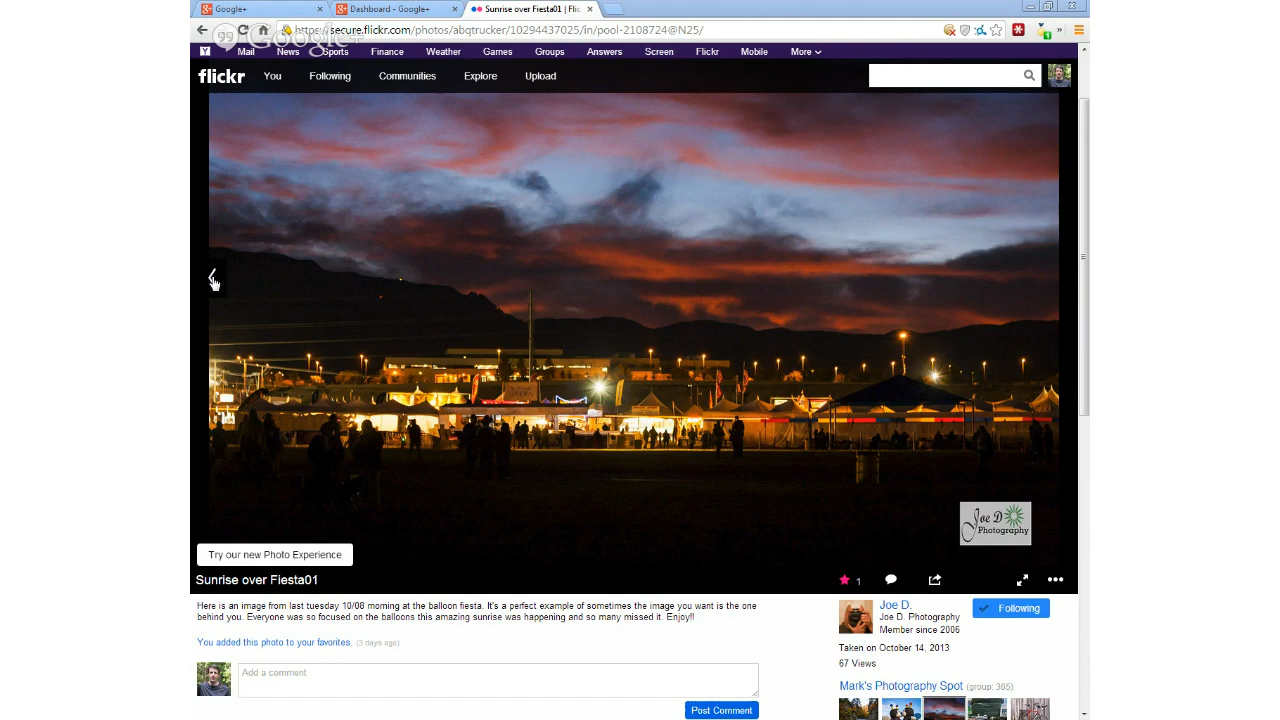 Google+
Dashboard - Google+
Sunrise over Fiesta01 | Flic
https://secure.flickr.com/photos/abqtrucker/10294437025/in/pool-2108724@N25/
Google+
Mail News Sports Finance Weather Games Groups Answers Screen Flickr Mobile More
flickr You Following Communities Explore Upload
Joe D
Photography
Try our new Photo Experience
Sunrise over Fiesta01
1
Here is an image from last tuesday 10/08 morning at the balloon fiesta. It's a perfect example of sometimes the image you want is the one
behind you. Everyone was so focused on the balloons this amazing sunrise was happening and so many missed it. Enjoy!!
You added this photo to your favorites. (3 days ago)
Add a comment
Post Comment
Joe D.
Joe D. Photography
Member since 2006
Following
Taken on October 14, 2013
67 Views
Mark's Photography Spot (group: 365)